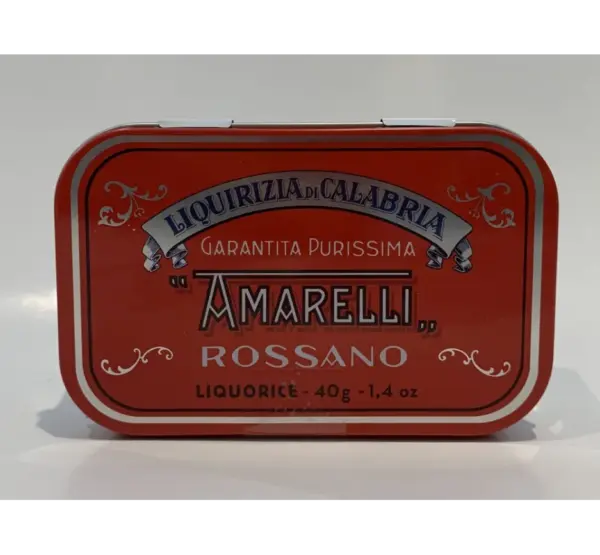 LIQUIRIZIA DI CALABRIA
GARANTITA PURISSIMA
"AMARELLI„
ROSSANO
LIQUORICE - 40g - 1,4 oz